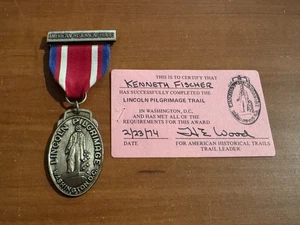 LINCOLN PILGRIMAGE
WASHINGTON D.C.
THIS IS TO CERTIFY THAT
KENNETH FISCHER
HAS SUCCESSFULLY COMPLETED THE
LINCOLN PILGRIMAGE TRAIL
IN WASHINGTON, D.C.
AND HAS MET ALL OF THE
REQUIREMENTS FOR THIS AWARD
2/23/74 H E Wood
DATE FOR AMERICAN HISTORICAL TRAILS
TRAIL LEADER